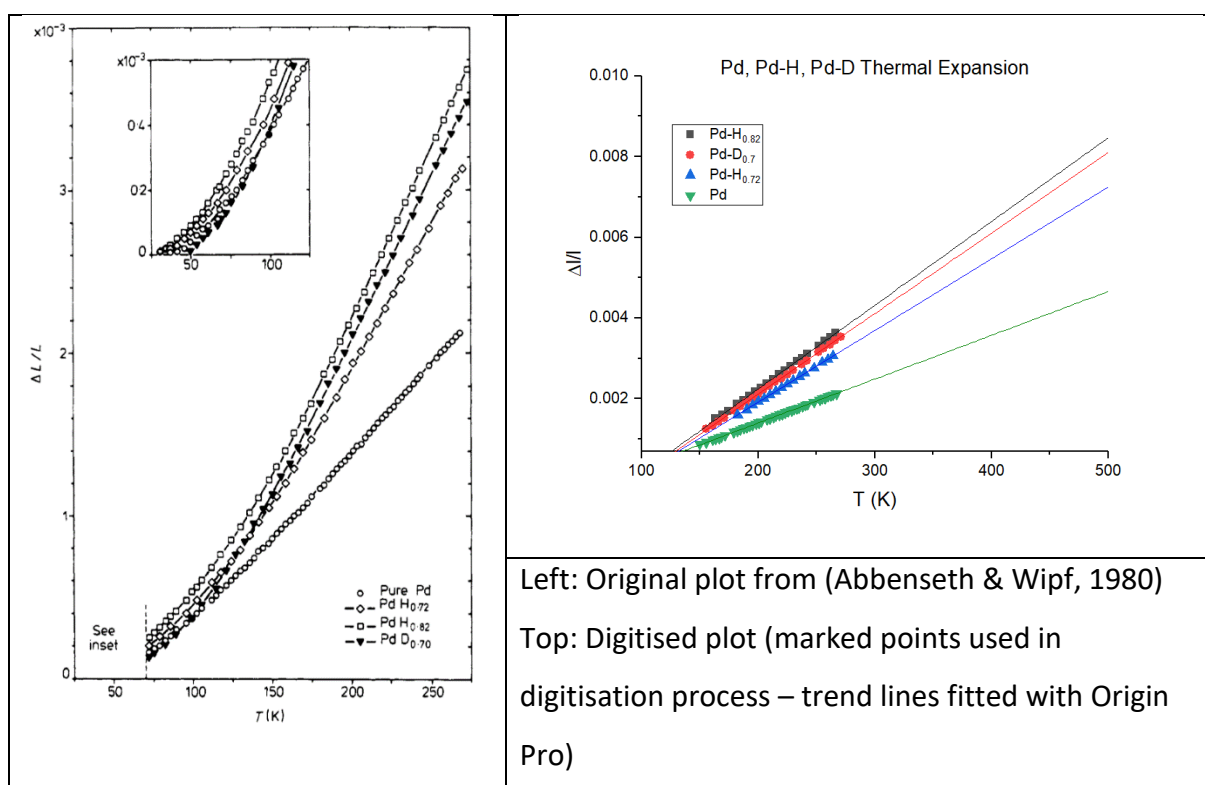 ×10⁻³
×10⁻³
0·4
0·2
0
50
100
3
2
1
0
ΔL/L
See
inset
Pure Pd
Pd H₀.₇₂
Pd H₀.₈₂
Pd D₀.₇₀
50
100
150
200
250
T(K)
Pd, Pd-H, Pd-D Thermal Expansion
0.010
0.008
0.006
0.004
0.002
Δl/l
Pd-H₀.₈₂
Pd-D₀.₇
Pd-H₀.₇₂
Pd
100
200
300
400
500
T (K)
Left: Original plot from (Abbenseth & Wipf, 1980)
Top: Digitised plot (marked points used in
digitisation process – trend lines fitted with Origin
Pro)